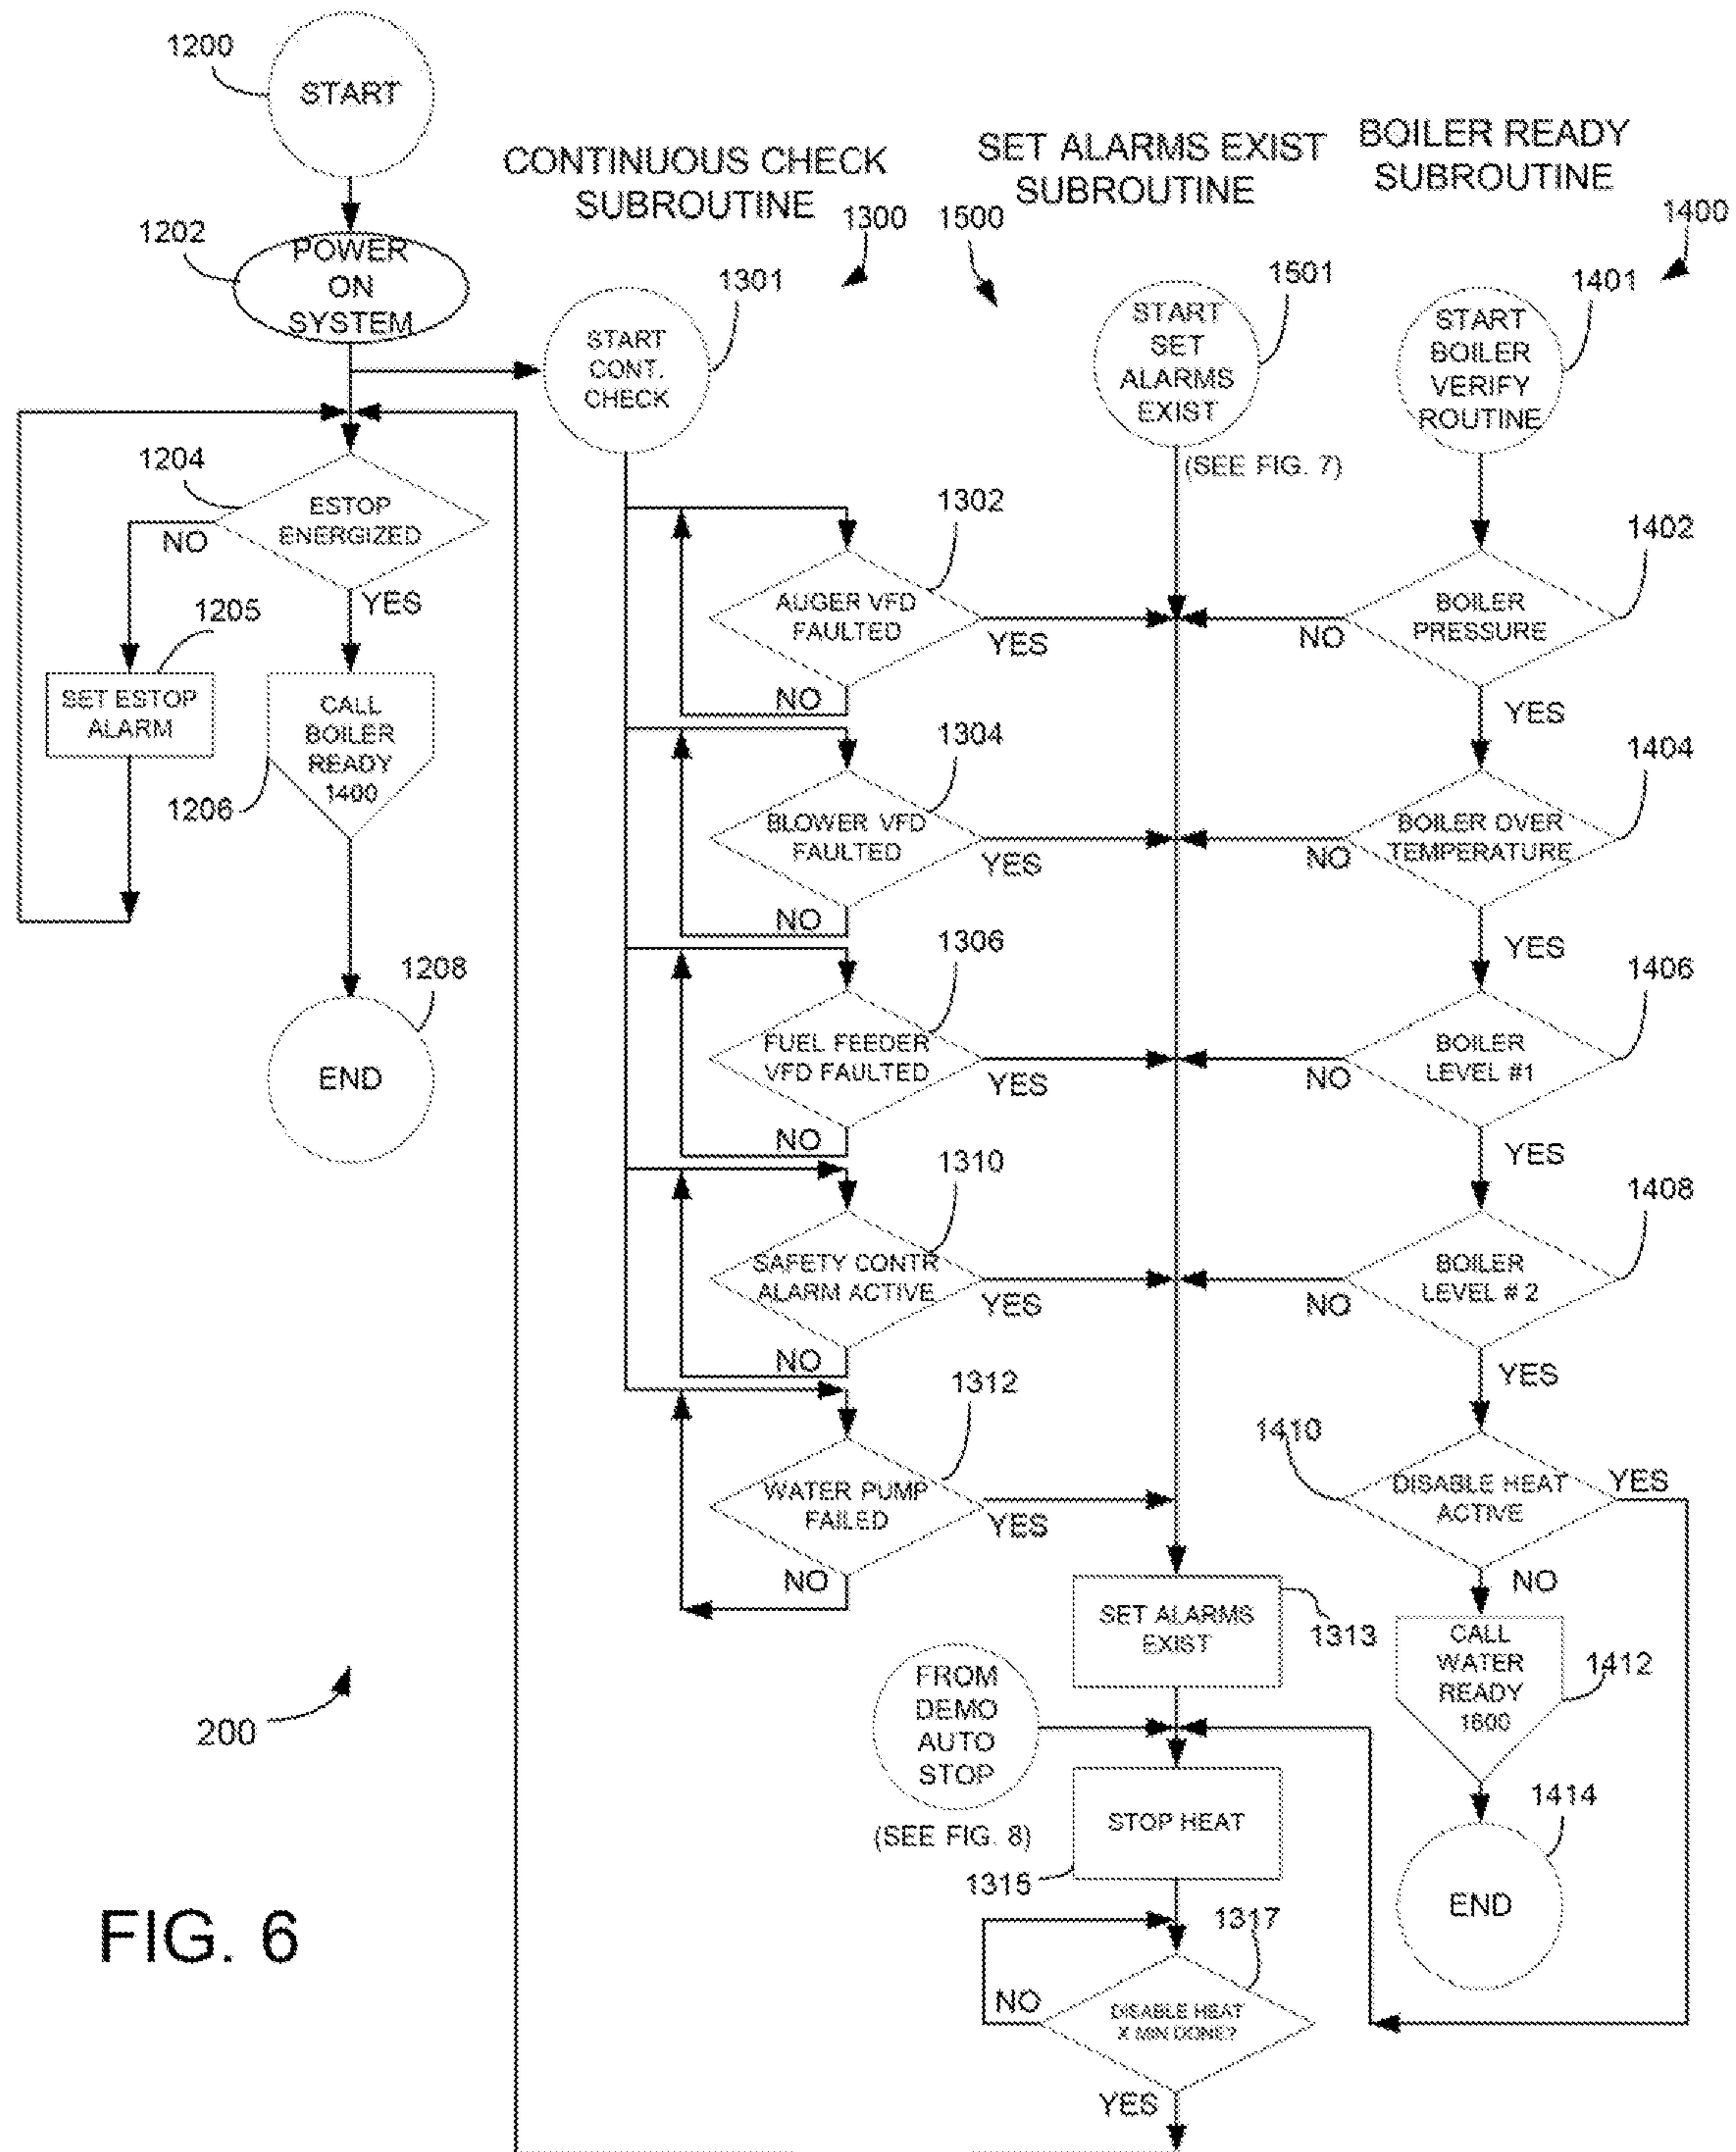 1200
START
1202
POWER
ON
SYSTEM
1204
ESTOP
ENERGIZED
NO
YES
1205
SET ESTOP
ALARM
CALL
BOILER
READY
1400
1206
1208
END
200
FIG. 6
CONTINUOUS CHECK
SUBROUTINE
1300
1301
START
CONT.
CHECK
1302
AUGER VFD
FAULTED
YES
NO
1304
BLOWER VFD
FAULTED
YES
NO
1306
FUEL FEEDER
VFD FAULTED
YES
NO
1310
SAFETY CONTR
ALARM ACTIVE
YES
NO
1312
WATER PUMP
FAILED
YES
NO
SET ALARMS EXIST
SUBROUTINE
1500
1501
START
SET
ALARMS
EXIST
(SEE FIG. 7)
SET ALARMS
EXIST
1313
FROM
DEMO
AUTO
STOP
(SEE FIG. 8)
STOP HEAT
1315
1317
DISABLE HEAT
X MIN DONE?
NO
YES
BOILER READY
SUBROUTINE
1400
1401
START
BOILER
VERIFY
ROUTINE
1402
BOILER
PRESSURE
NO
YES
1404
BOILER OVER
TEMPERATURE
NO
YES
1406
BOILER
LEVEL #1
NO
YES
1408
BOILER
LEVEL # 2
NO
YES
1410
DISABLE HEAT
ACTIVE
YES
NO
CALL
WATER
READY
1600
1412
1414
END